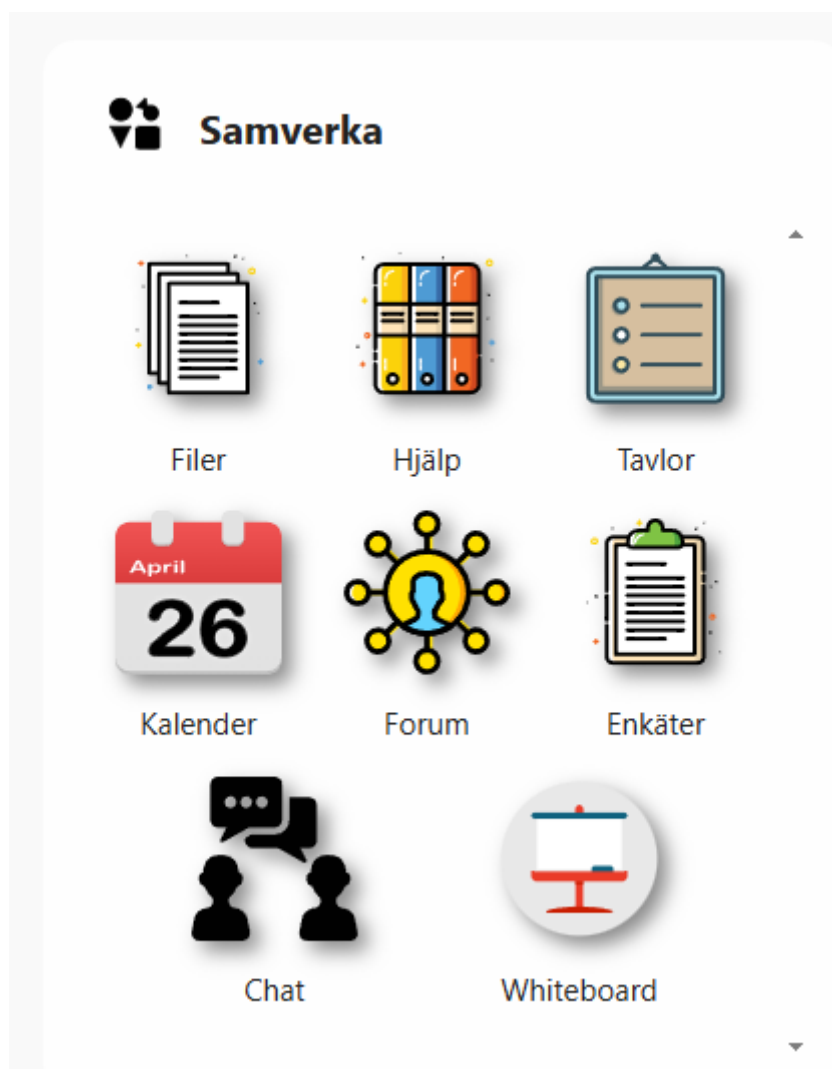 Samverka
Filer Hjälp Tavlor
April
26
Kalender Forum Enkäter
Chat Whiteboard